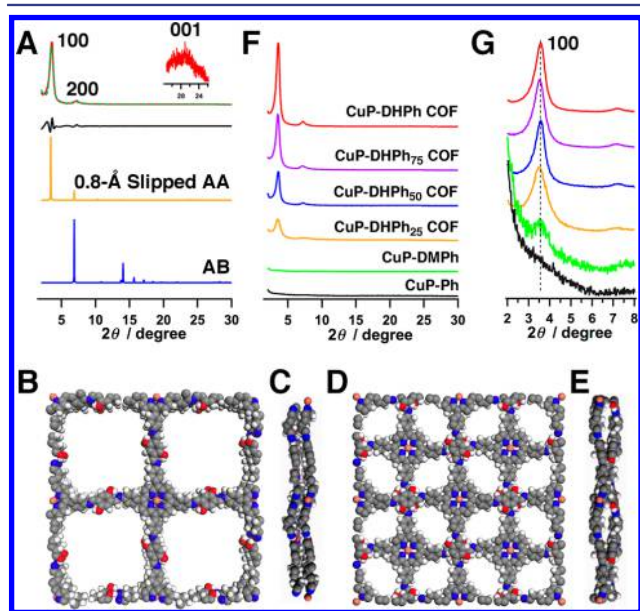 A
100
200
001
20 24
0.8-Å Slipped AA
AB
5 10 15 20 25 30
2θ / degree
F
CuP-DHPh COF
CuP-DHPh₇₅ COF
CuP-DHPh₅₀ COF
CuP-DHPh₂₅ COF
CuP-DMPh
CuP-Ph
5 10 15 20 25 30
2θ / degree
G
100
2 3 4 5 6 7 8
2θ / degree
B
C
D
E